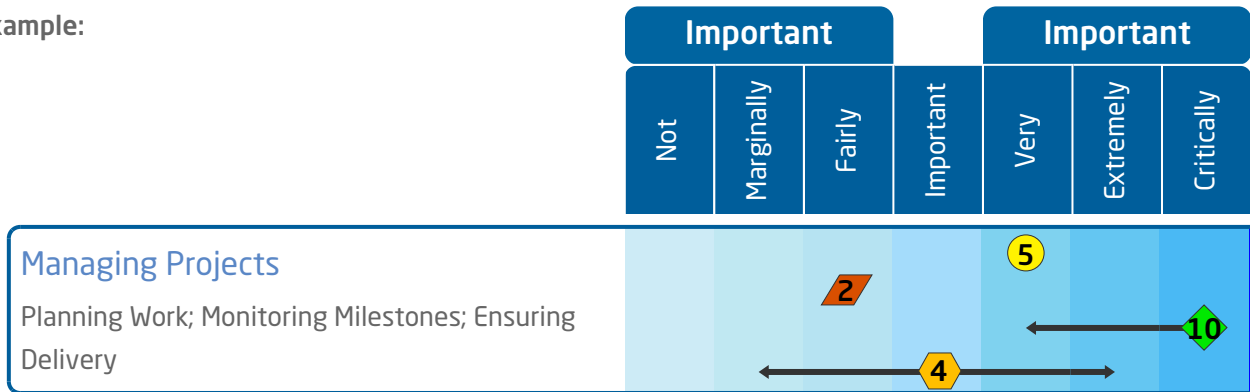 xample:
Important Important
Not Marginally Fairly Important Very Extremely Critically
Managing Projects
5
2
Planning Work; Monitoring Milestones; Ensuring
10
Delivery
4